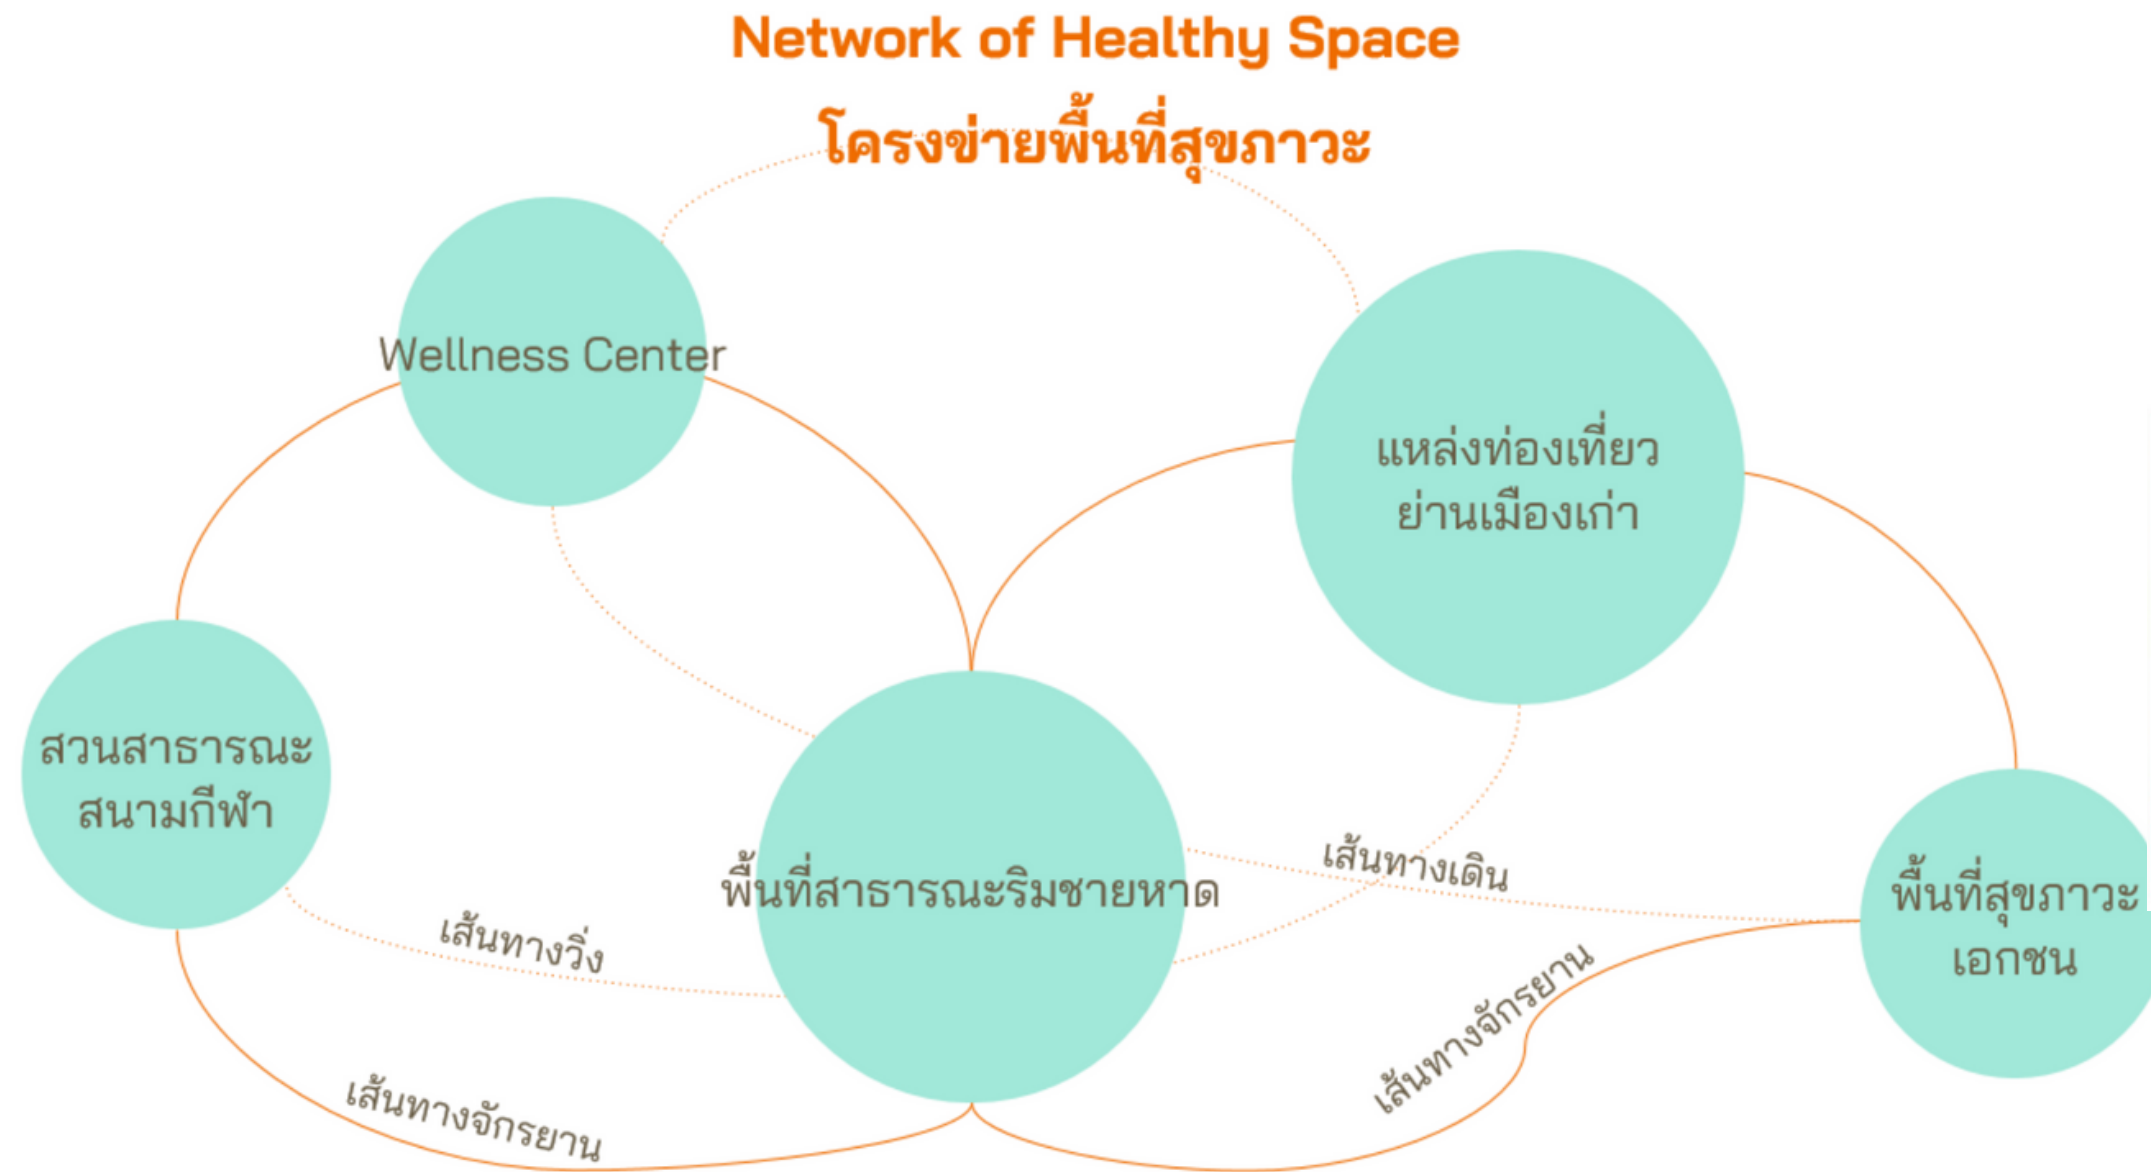 Network of Healthy Space
โครงข่ายพื้นที่สุขภาวะ
Wellness Center
แหล่งท่องเที่ยว
ย่านเมืองเก่า
สวนสาธารณะ
สนามกีฬา
พื้นที่สาธารณะริมชายหาด
พื้นที่สุขภาวะ
เอกชน
เส้นทางเดิน
เส้นทางวิ่ง
เส้นทางจักรยาน
เส้นทางจักรยาน